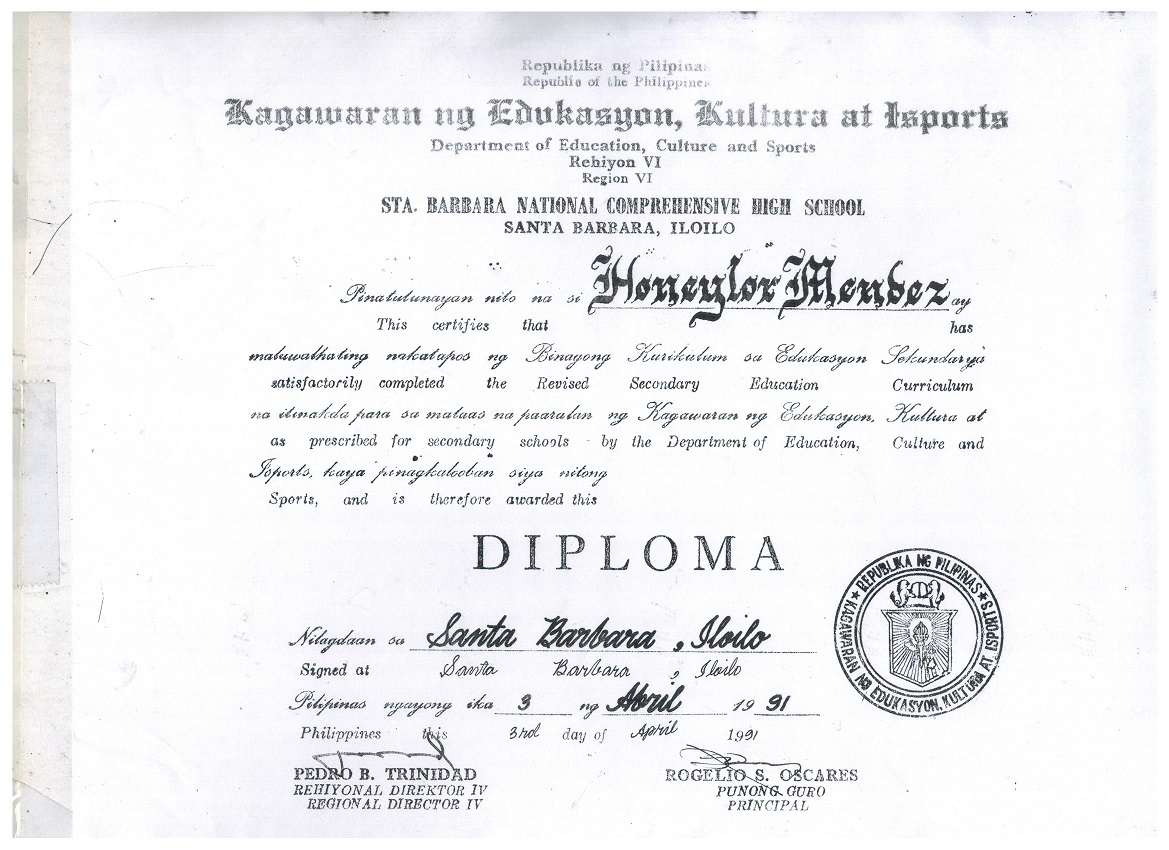 Republika ng Pilipinas
Republic of the Philippines
Kagawaran ng Edukasyon, Kultura at Isports
Department of Education, Culture and Sports
Rehiyon VI
Region VI
STA. BARBARA NATIONAL COMPREHENSIVE HIGH SCHOOL
SANTA BARBARA, ILOILO
Pinatutunayan nito na si Honeylor Mendez ay
This certifies that has
matuwalhating nakatapos ng Binagong Kurikulum sa Edukasyon Sekundarya
satisfactorily completed the Revised Secondary Education Curriculum
na itinakda para sa mataas na paaralan ng Kagawaran ng Edukasyon, Kultura at
as prescribed for secondary schools by the Department of Education, Culture and
Isports, kaya pinagkalooban siya nitong
Sports, and is therefore awarded this
DIPLOMA
REPUBLIKA NG PILIPINAS
KAGAWARAN NG EDUKASYON, KULTURA AT ISPORTS
Nilagdaan sa Santa Barbara, Iloilo
Signed at Santa Barbara, Iloilo
Pilipinas ngayong ika 3 ng Abril 19 91
Philippines this 3rd day of April 1991
PEDRO B. TRINIDAD
REHIYONAL DIREKTOR IV
REGIONAL DIRECTOR IV
ROGELIO S. OSCARES
PUNONG GURO
PRINCIPAL